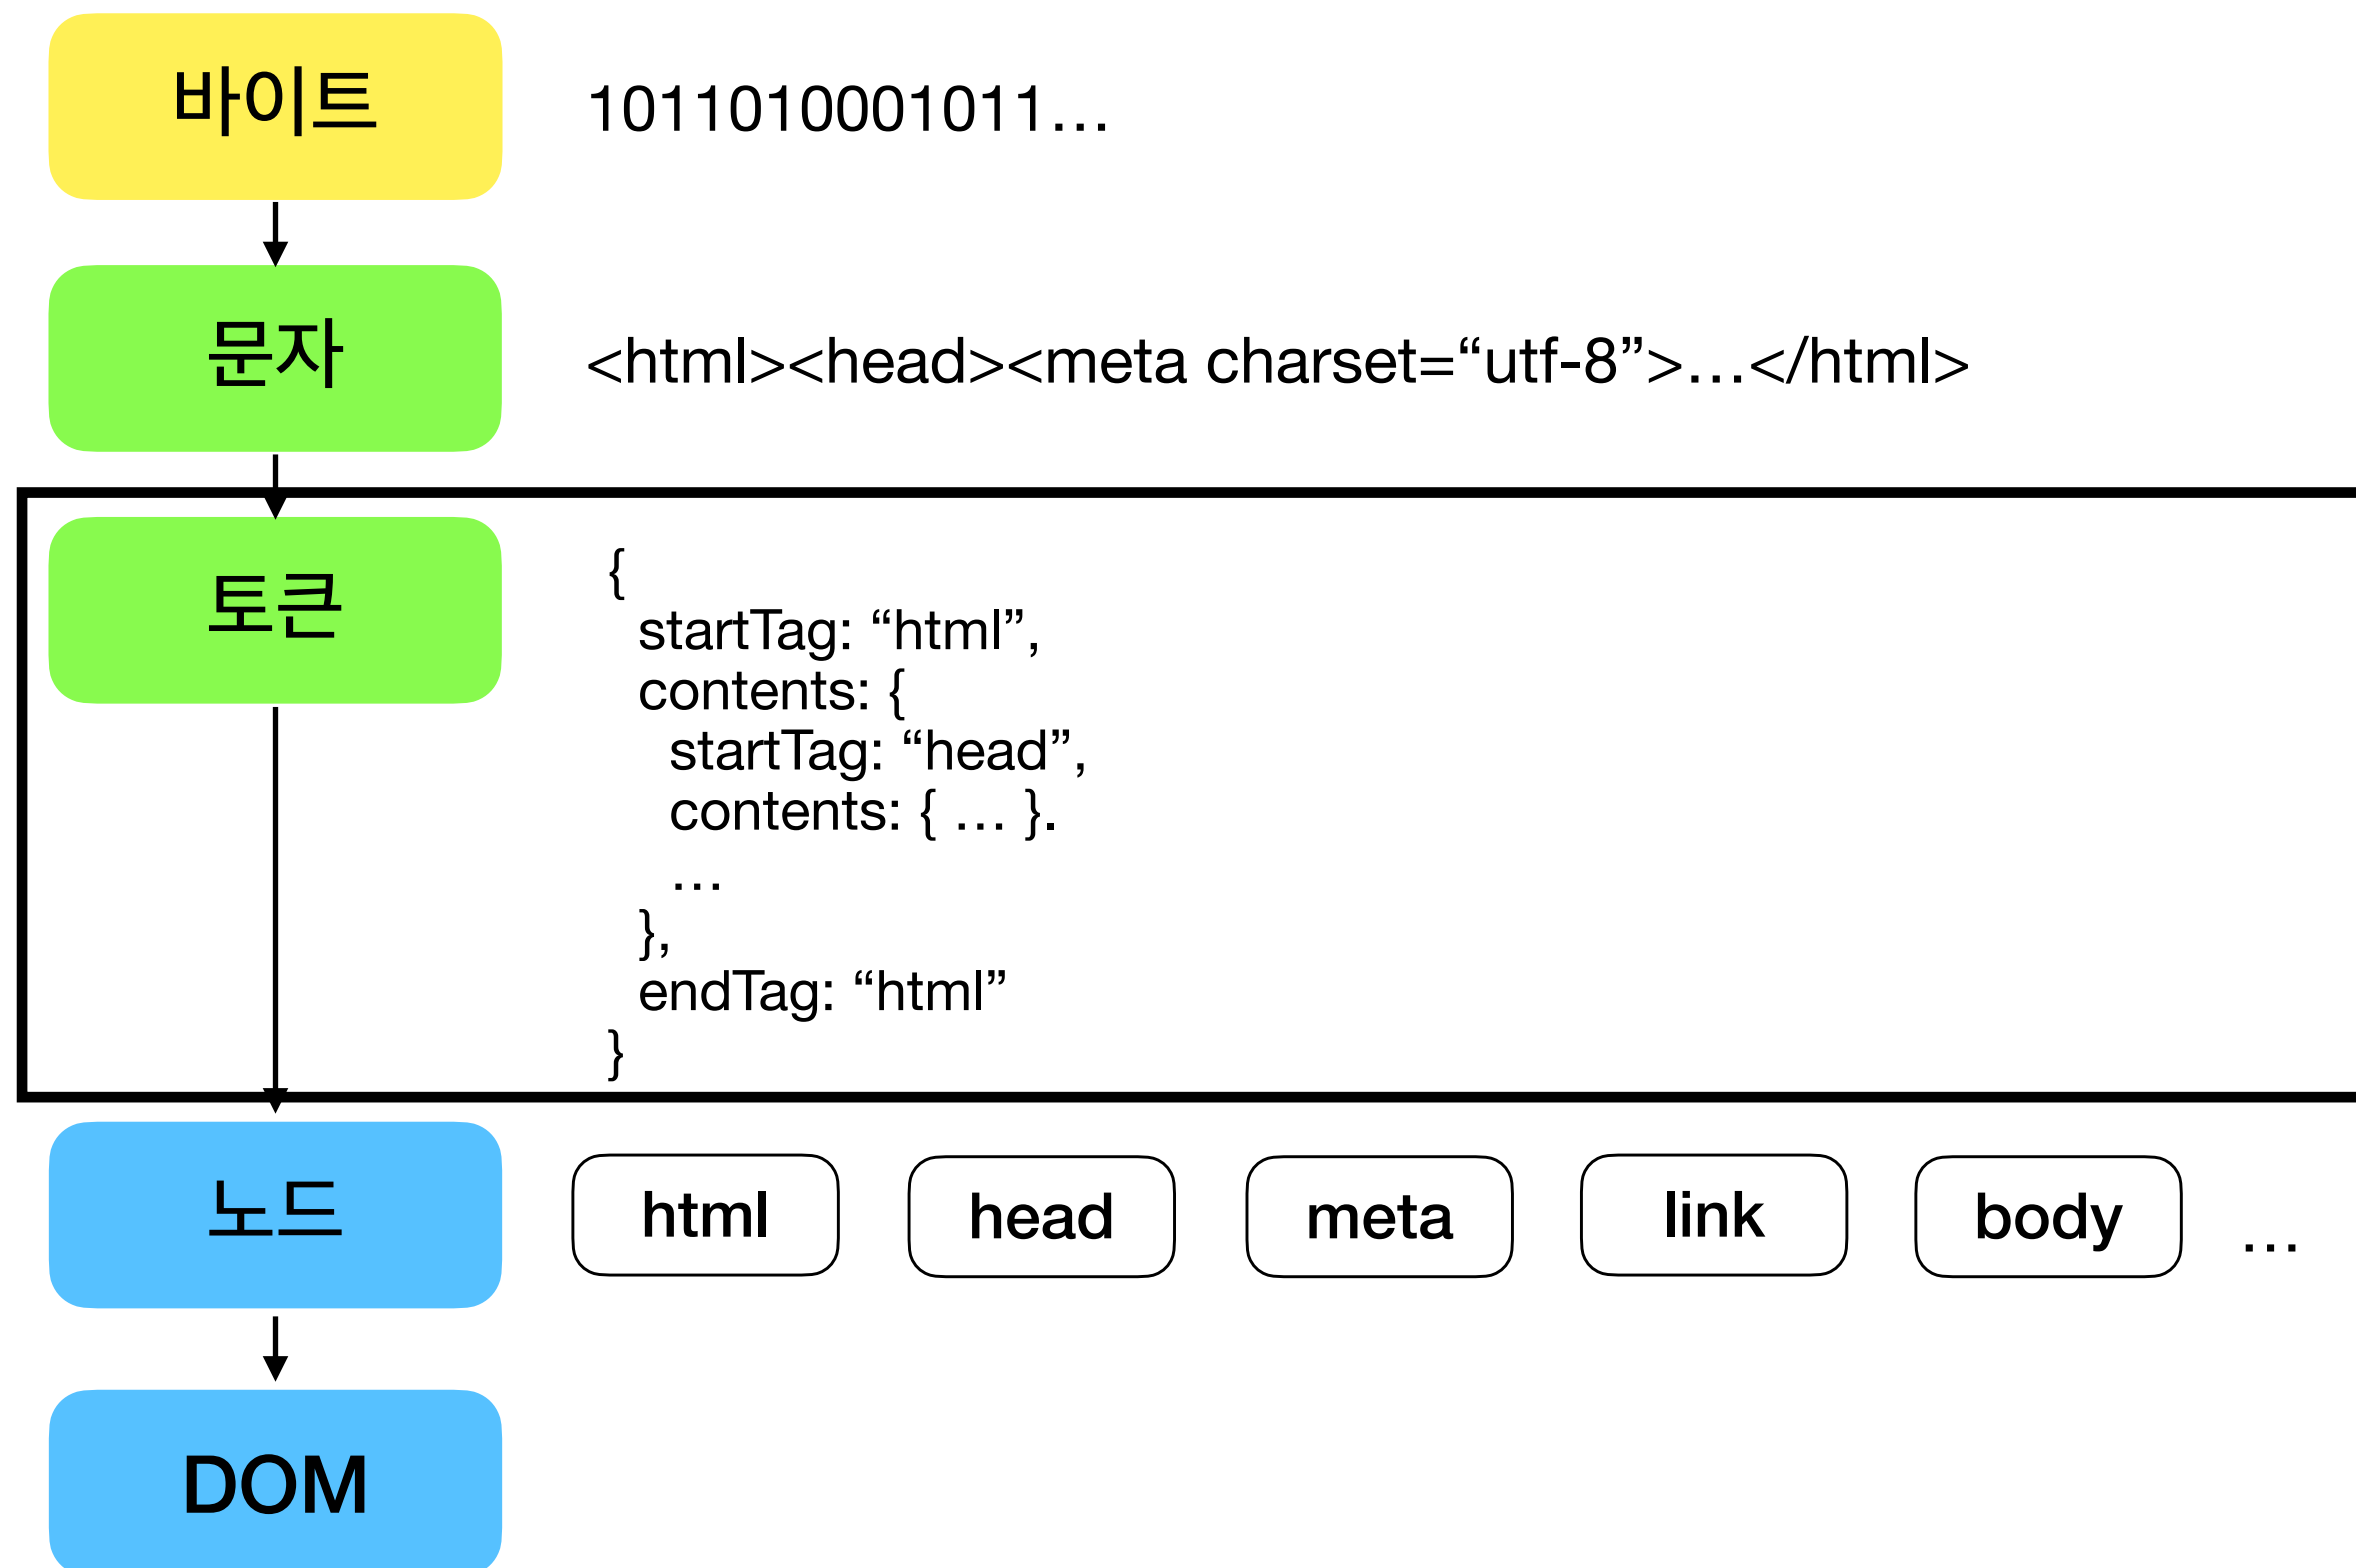 바이트
1011010001011…
문자
<html><head><meta charset=“utf-8”>…</html>
토큰
{
startTag: “html”,
contents: {
startTag: “head”,
contents: { … }.
…
},
endTag: “html”
}
노드
html
head
meta
link
body
…
DOM